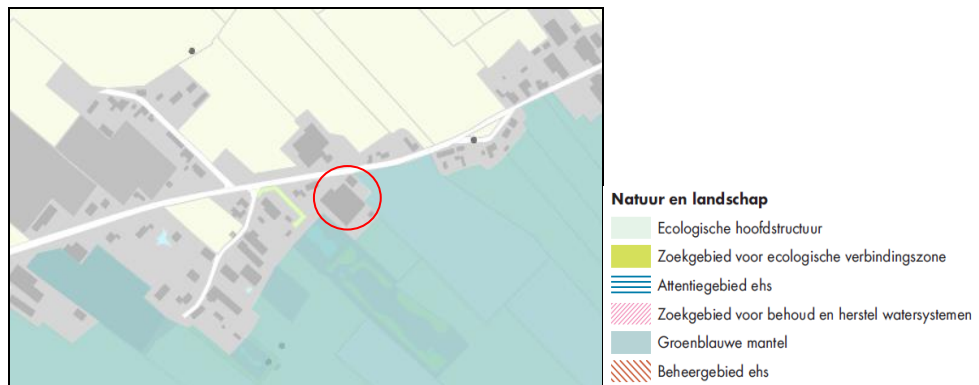 Natuur en landschap
Ecologische hoofdstructuur
Zoekgebied voor ecologische verbindingszone
Attentiegebied ehs
Zoekgebied voor behoud en herstel watersystemen
Groenblauwe mantel
Beheergebied ehs